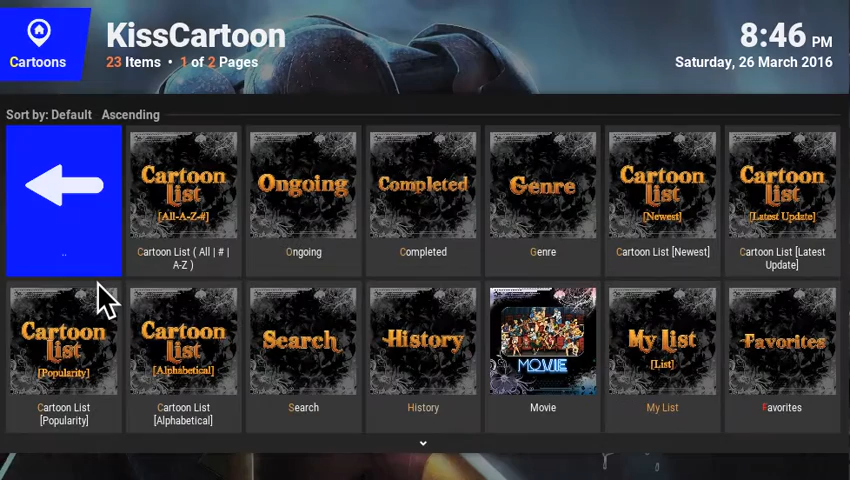 KissCartoon
8:46 PM
Cartoons
23 Items • 1 of 2 Pages
Saturday, 26 March 2016
Sort by: Default Ascending
Cartoon
List
[All-A-Z-#]
Ongoing
Completed
Genre
Cartoon
List
[Newest]
Cartoon
List
[Latest Update]
..
Cartoon List ( All | # |
A-Z )
Ongoing
Completed
Genre
Cartoon List [Newest]
Cartoon List [Latest
Update]
Cartoon
List
[Popularity]
Cartoon
List
[Alphabetical]
Search
History
MOVIE
My List
[List]
Favorites
Cartoon List
[Popularity]
Cartoon List
[Alphabetical]
Search
History
Movie
My List
Favorites